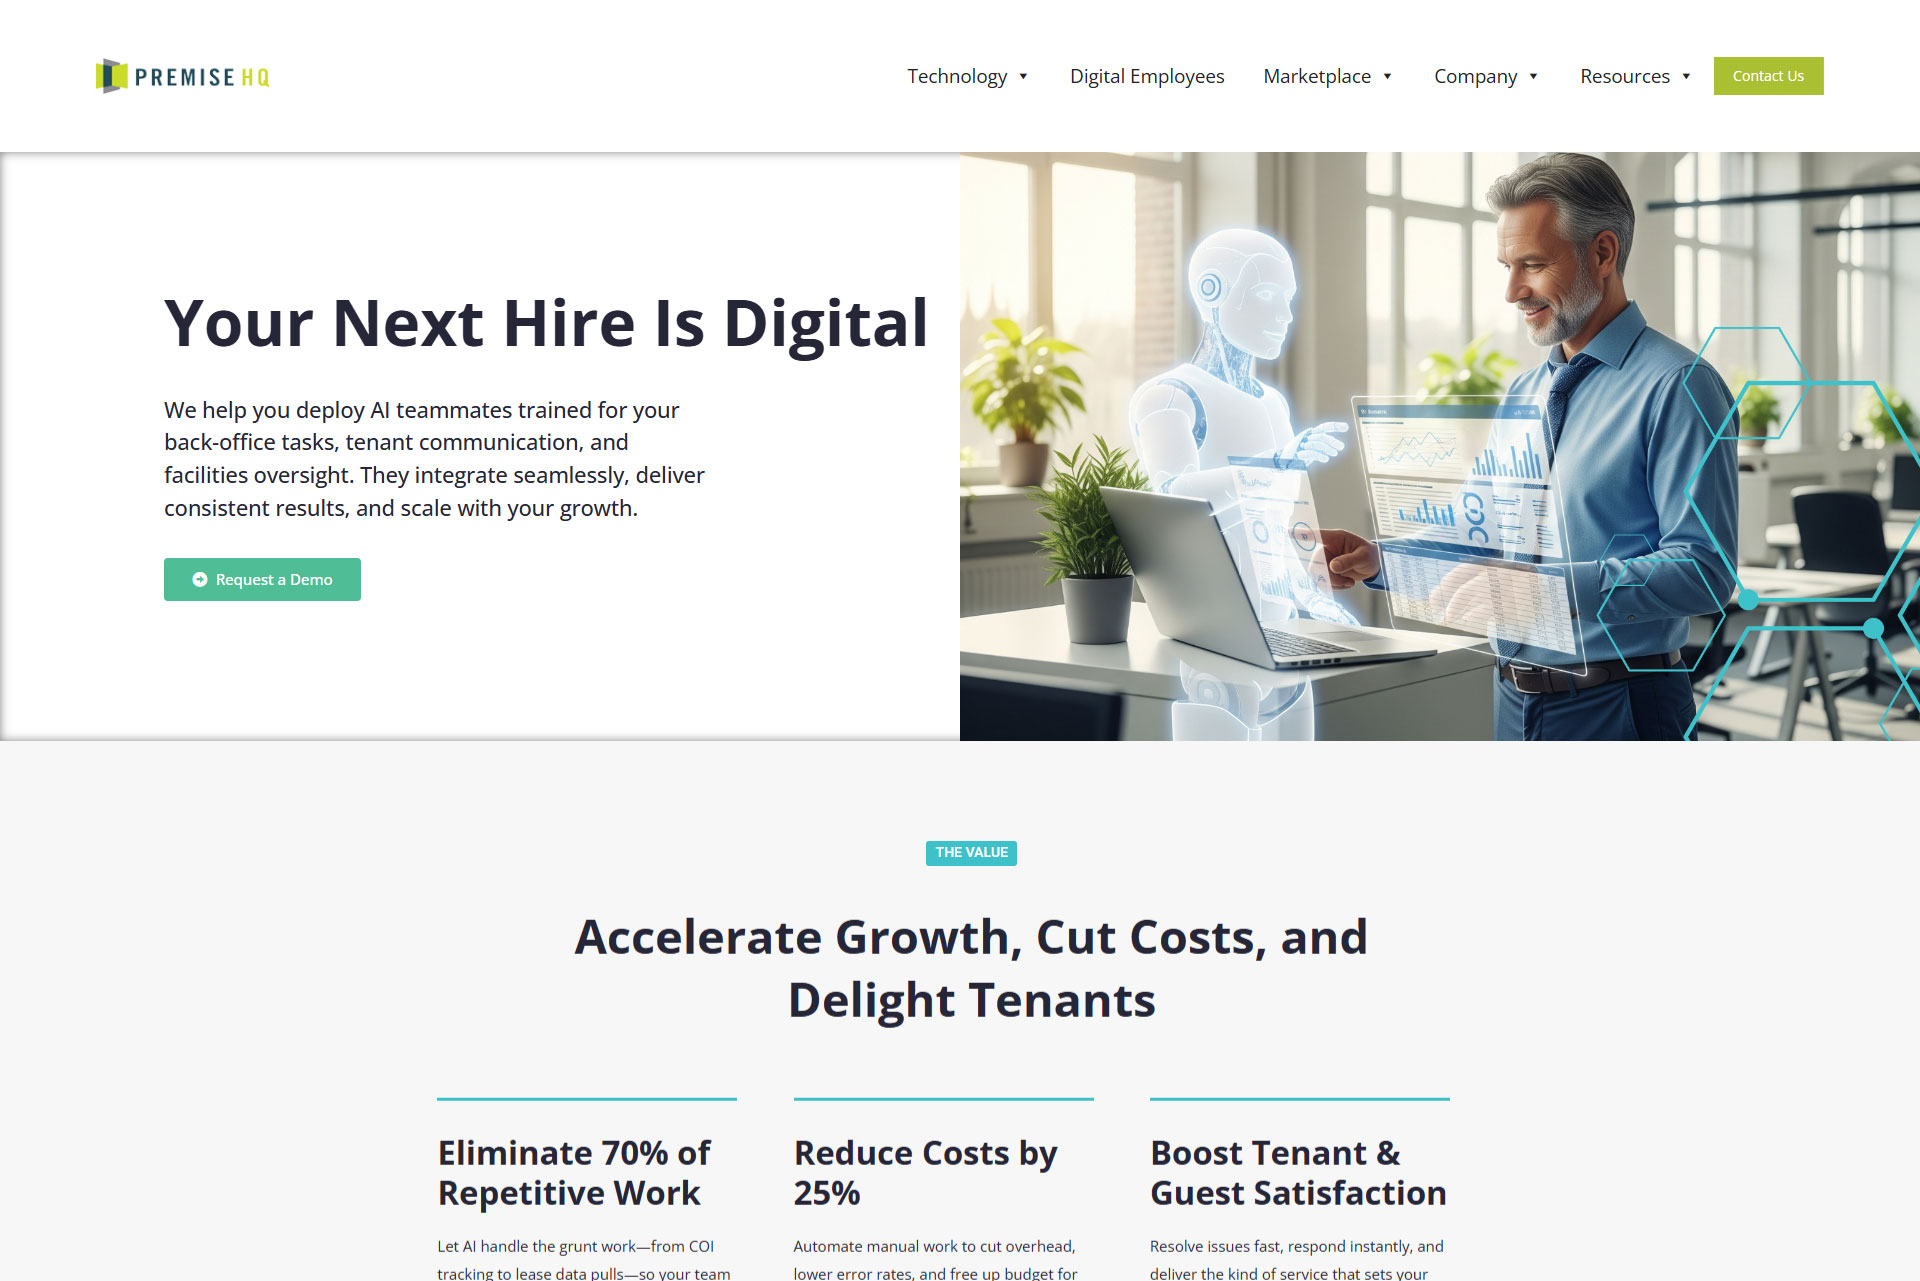 PREMISE HQ
Technology
Digital Employees
Marketplace
Company
Resources
Contact Us
Your Next Hire Is Digital
We help you deploy AI teammates trained for your
back-office tasks, tenant communication, and
facilities oversight. They integrate seamlessly, deliver
consistent results, and scale with your growth.
Request a Demo
THE VALUE
Accelerate Growth, Cut Costs, and
Delight Tenants
Eliminate 70% of
Repetitive Work
Let AI handle the grunt work—from COI
tracking to lease data pulls—so your team
Reduce Costs by
25%
Automate manual work to cut overhead,
lower error rates, and free up budget for
Boost Tenant &
Guest Satisfaction
Resolve issues fast, respond instantly, and
deliver the kind of service that sets your